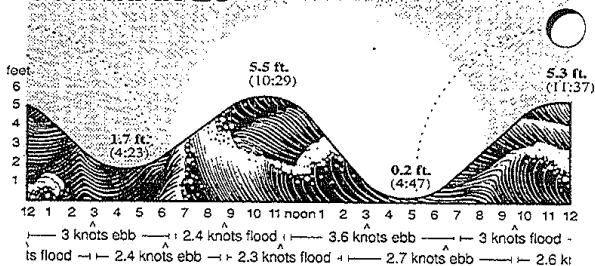 5.5 ft.
(10:29)
5.3 ft.
(11:37)
feet
6
5
4
3
2
1
1.7 ft.
(4:23)
0.2 ft.
(4:47)
12 1 2 3 4 5 6 7 8 9 10 11 noon 1 2 3 4 5 6 7 8 9 10 11 12
3 knots ebb 2.4 knots flood 3.6 knots ebb 3 knots flood
ts flood 2.4 knots ebb 2.3 knots flood 2.7 knots ebb 2.6 kt